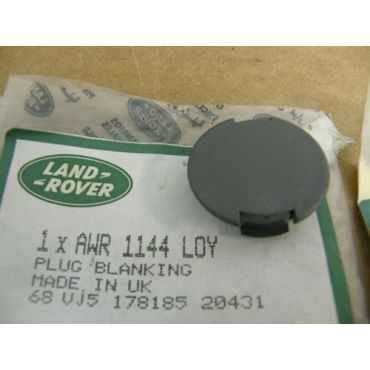 LAND
ROVER
1 x AWR 1144 LOY
PLUG BLANKING
MADE IN UK
68 VJ5 178185 20431